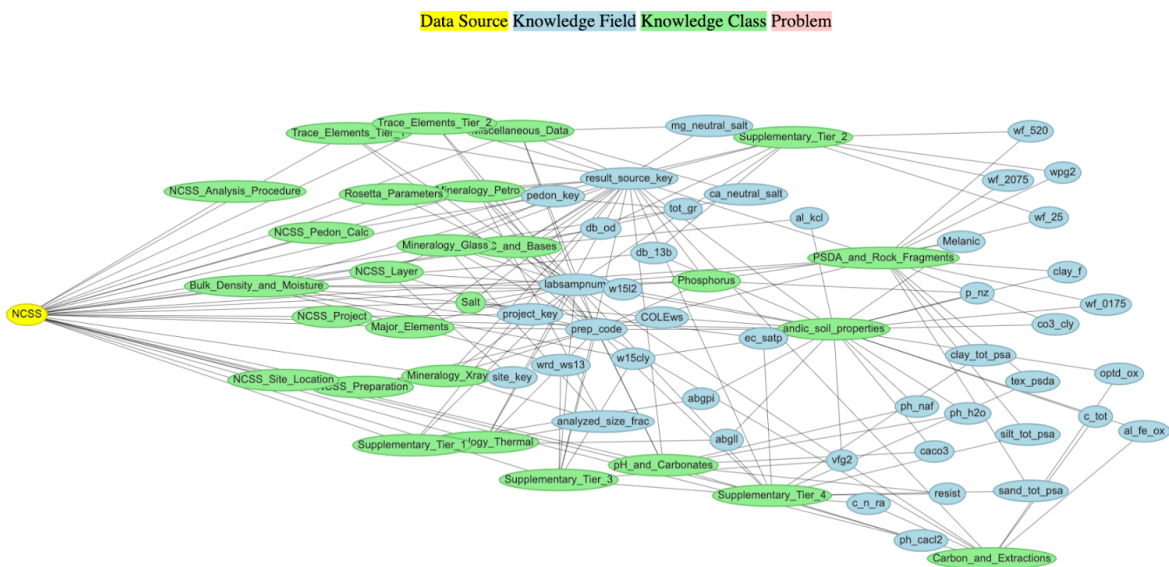 Data Source Knowledge Field Knowledge Class Problem
Trace_Elements_Tier_2
Trace_Elements_Tier_1
Miscellaneous_Data
mg_neutral_salt
Supplementary_Tier_2
wf_520
NCSS_Analysis_Procedure
Rosetta_Parameters
Mineralogy_Petro
result_source_key
pedon_key
ca_neutral_salt
wf_2075
wpg2
tot_gr
al_kcl
wf_25
NCSS_Pedon_Calc
db_od
Mineralogy_Glass
C_and_Bases
db_13b
Melanic
PSDA_and_Rock_Fragments
NCSS_Layer
Bulk_Density_and_Moisture
labsampnum
w15l2
Phosphorus
clay_f
p_nz
NCSS
Salt
wf_0175
NCSS_Project
project_key
COLEws
Major_Elements
prep_code
andic_soil_properties
co3_cly
ec_satp
w15cly
clay_tot_psa
wrd_ws13
optd_ox
NCSS_Site_Location
NCSS_Preparation
Mineralogy_Xray
site_key
tex_psda
abgpi
ph_naf
ph_h2o
c_tot
analyzed_size_frac
al_fe_ox
abgll
silt_tot_psa
Supplementary_Tier_1
ology_Thermal
caco3
vfg2
pH_and_Carbonates
Supplementary_Tier_3
Supplementary_Tier_4
resist
sand_tot_psa
c_n_ra
ph_cacl2
Carbon_and_Extractions